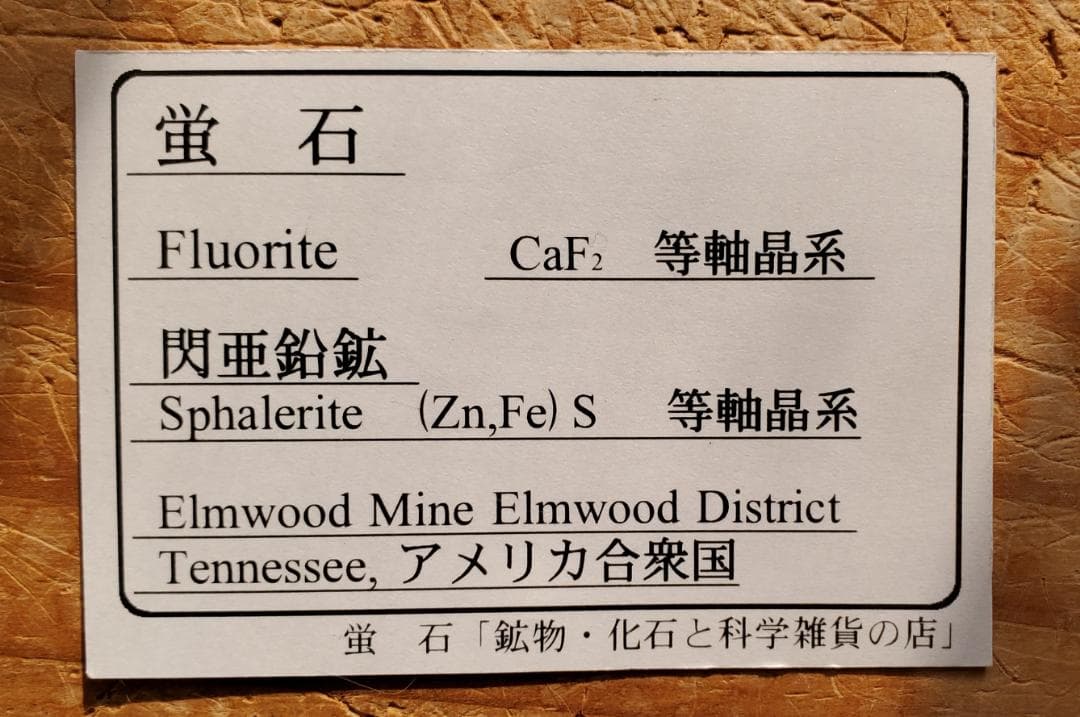 蛍　石
Fluorite　CaF₂　等軸晶系
閃亜鉛鉱
Sphalerite　(Zn,Fe) S　等軸晶系
Elmwood Mine Elmwood District
Tennessee, アメリカ合衆国
蛍　石「鉱物・化石と科学雑貨の店」